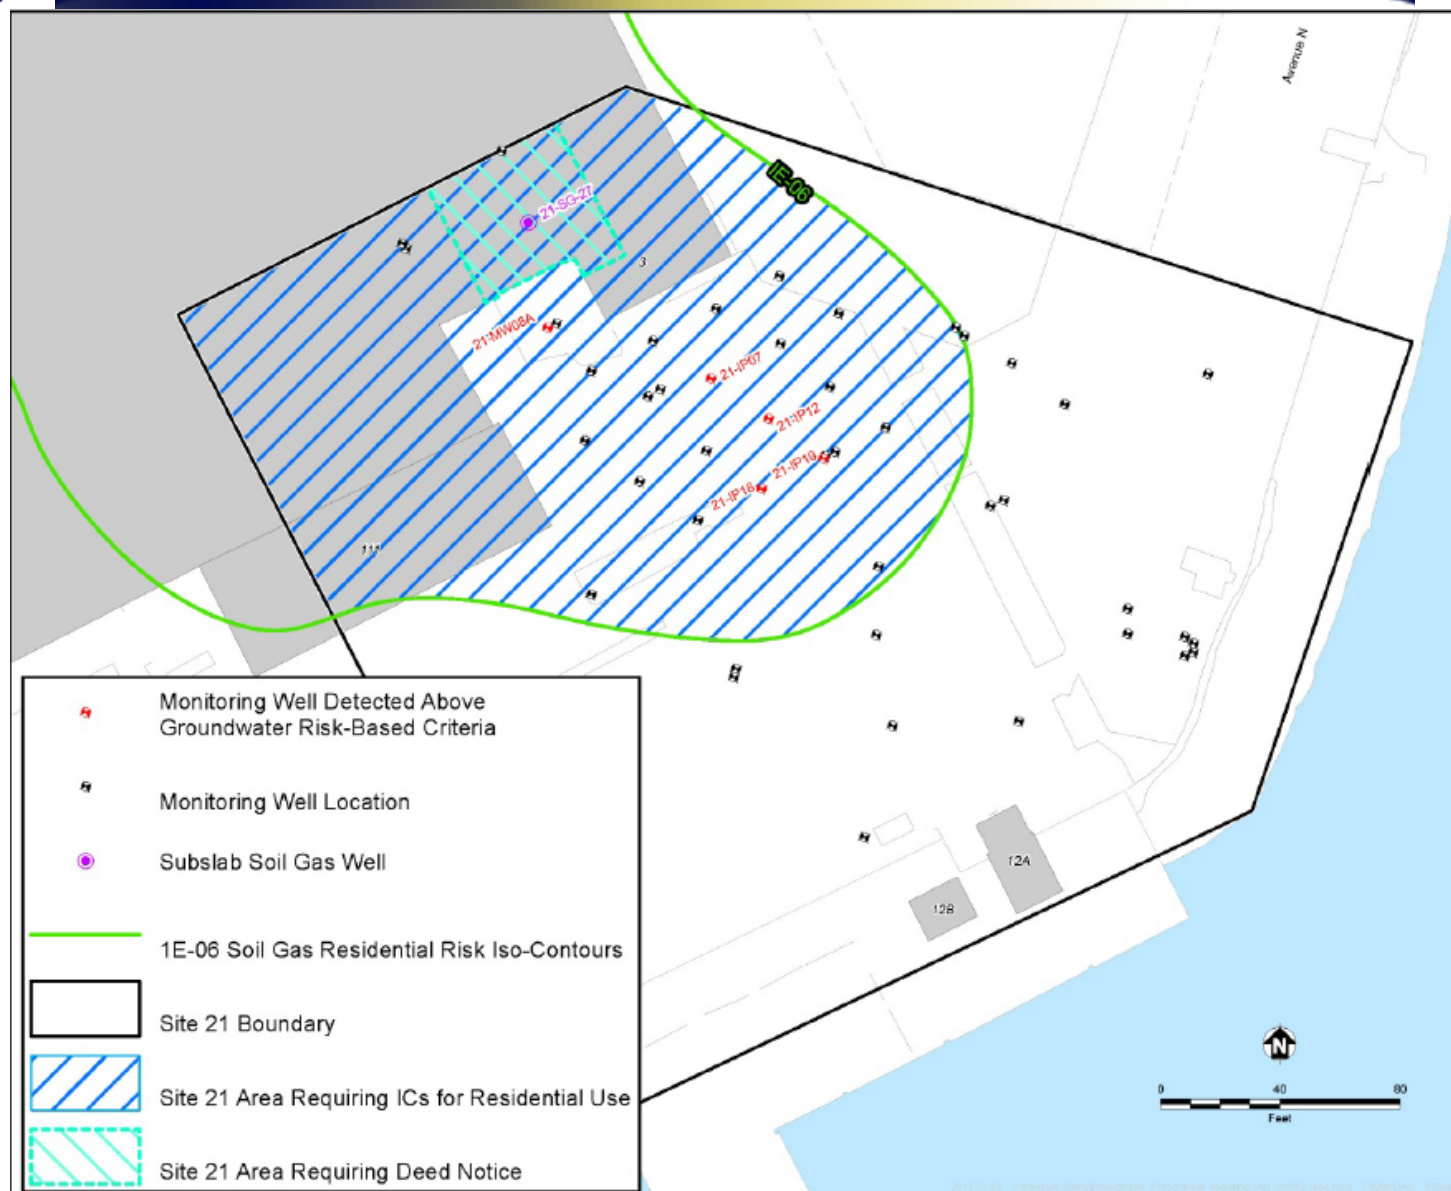 Avenue N
IE-06
21-SG-27
3
21-MW08A
21-IP07
21-IP12
21-IP19
21-IP18
111
12A
12B
Monitoring Well Detected Above
Groundwater Risk-Based Criteria
Monitoring Well Location
Subslab Soil Gas Well
1E-06 Soil Gas Residential Risk Iso-Contours
Site 21 Boundary
Site 21 Area Requiring ICs for Residential Use
Site 21 Area Requiring Deed Notice
N
0 40 80
Feet